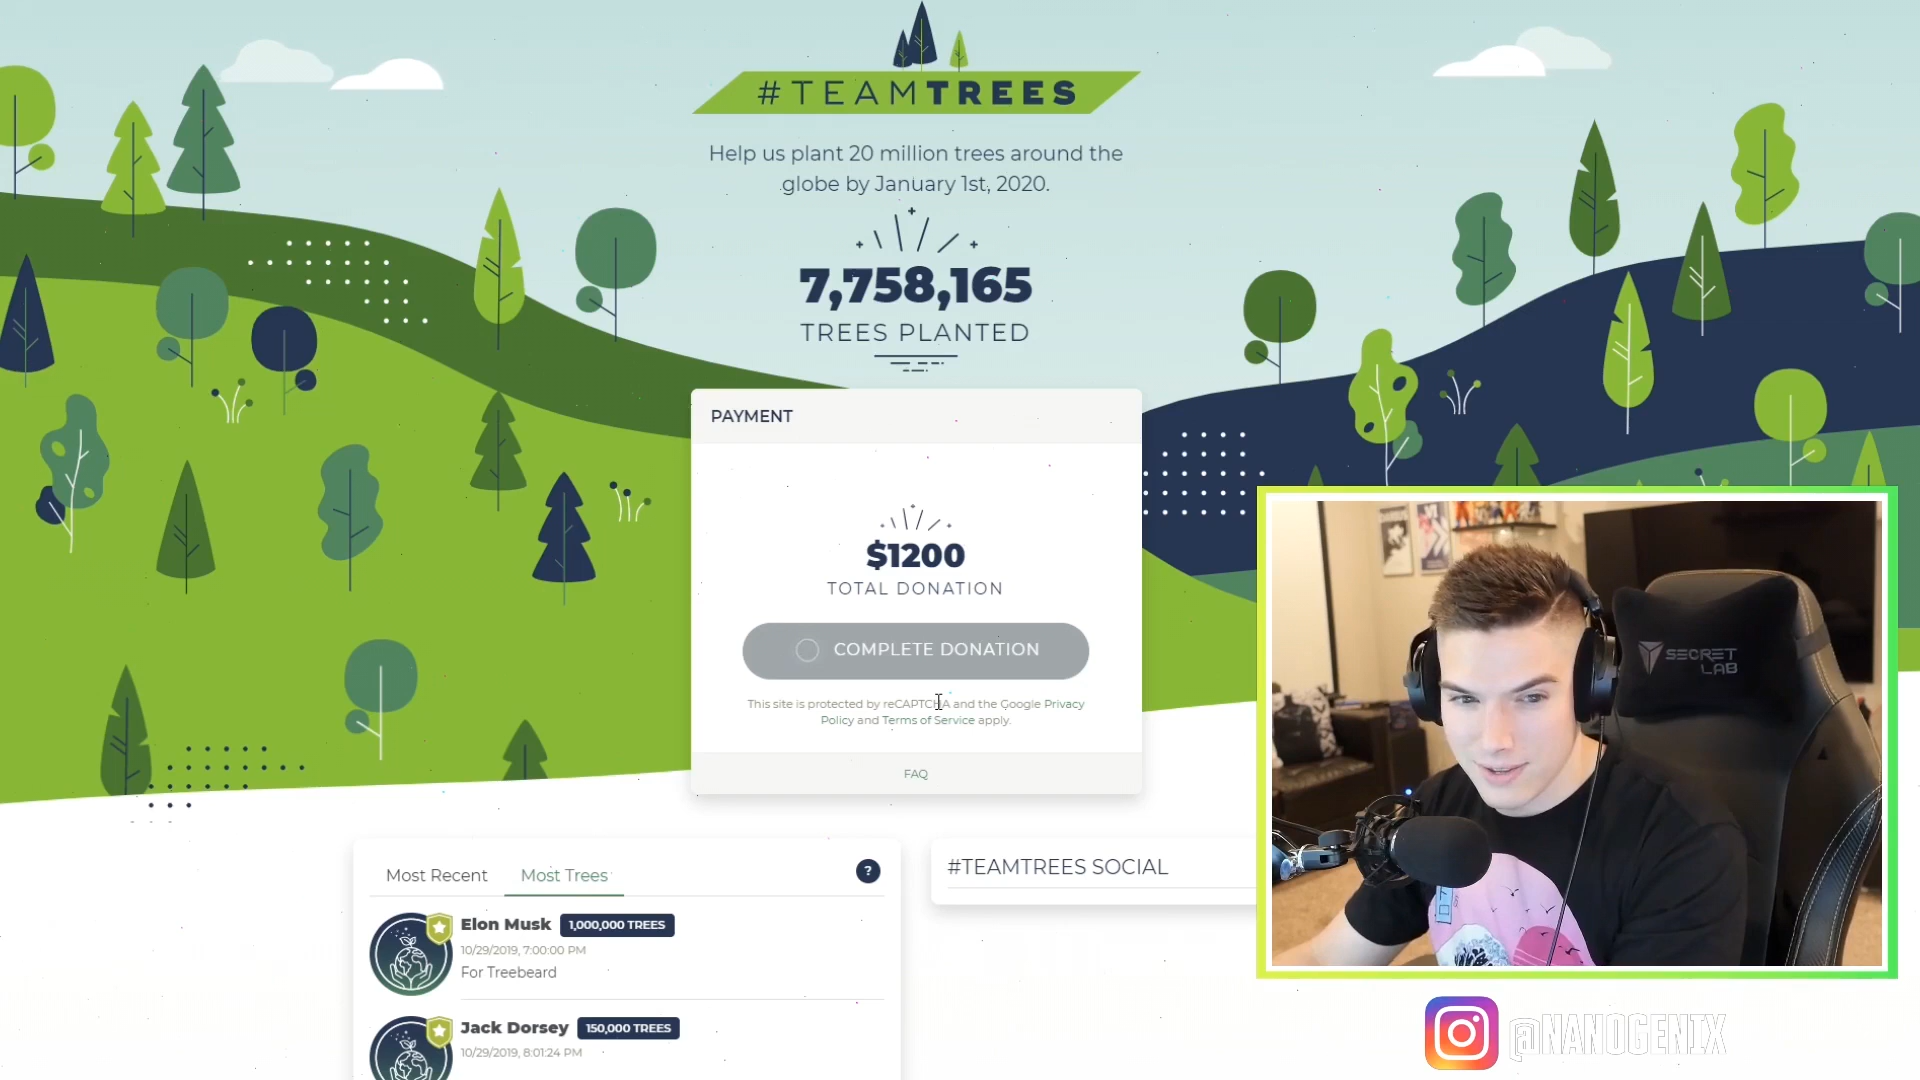 #TEAMTREES
Help us plant 20 million trees around the
globe by January 1st, 2020.
7,758,165
TREES PLANTED
PAYMENT
$1200
TOTAL DONATION
COMPLETE DONATION
This site is protected by reCAPTCHA and the Google Privacy
Policy and Terms of Service apply.
FAQ
Most Recent
Most Trees
?
Elon Musk
1,000,000 TREES
10/29/2019, 7:00:00 PM
For Treebeard
Jack Dorsey
150,000 TREES
10/29/2019, 8:01:24 PM
#TEAMTREES SOCIAL
SECRET
LAB
@NANOGENIX